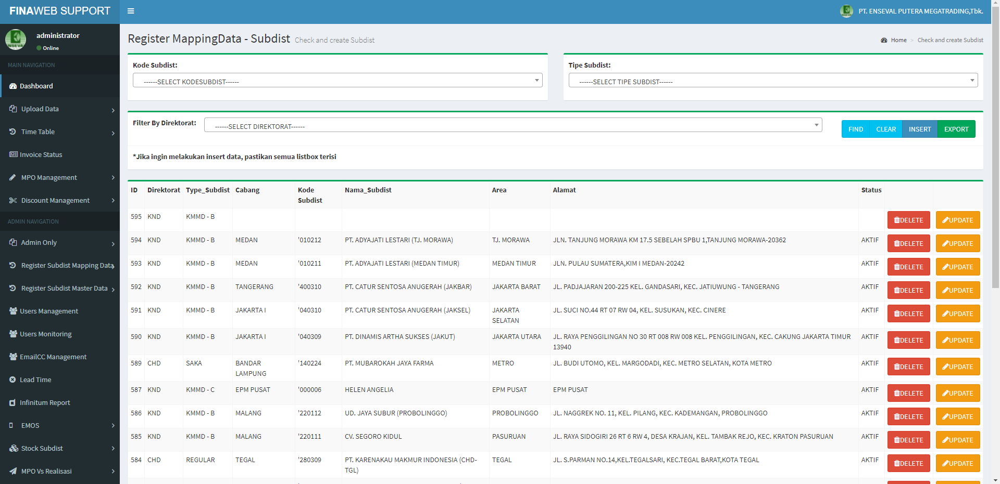 FINAWEB SUPPORT
PT. ENSEVAL PUTERA MEGATRADING,Tbk.
administrator
Online
MAIN NAVIGATION
Dashboard
Upload Data
Time Table
Invoice Status
MPO Management
Discount Management
ADMIN NAVIGATION
Admin Only
Register Subdist Mapping Data
Register Subdist Master Data
Users Management
Users Monitoring
EmailCC Management
Lead Time
Infinitum Report
EMOS
Stock Subdist
MPO Vs Realisasi
Register MappingData - Subdist Check and create Subdist
Home > Check and create Subdist
Kode Subdist:
------SELECT KODESUBDIST------
Tipe Subdist:
------SELECT TIPE SUBDIST------
Filter By Direktorat:
------SELECT DIREKTORAT------
FIND CLEAR INSERT EXPORT
*Jika ingin melakukan insert data, pastikan semua listbox terisi
ID Direktorat Type_Subdist Cabang Kode Nama_Subdist Area Alamat Status
Subdist
595 KND KMMD - B DELETE UPDATE
594 KND KMMD - B MEDAN '010212 PT. ADYAJATI LESTARI (TJ. MORAWA) TJ. MORAWA JLN. TANJUNG MORAWA KM 17.5 SEBELAH SPBU 1,TANJUNG MORAWA-20362 AKTIF DELETE UPDATE
593 KND KMMD - B MEDAN '010211 PT. ADYAJATI LESTARI (MEDAN TIMUR) MEDAN TIMUR JLN. PULAU SUMATERA,KIM I MEDAN-20242 AKTIF DELETE UPDATE
592 KND KMMD - B TANGERANG '400310 PT. CATUR SENTOSA ANUGERAH (JAKBAR) JAKARTA BARAT JL. PADJAJARAN 200-225 KEL. GANDASARI, KEC. JATIUWUNG - TANGERANG AKTIF DELETE UPDATE
591 KND KMMD - B JAKARTA I '040310 PT. CATUR SENTOSA ANUGERAH (JAKSEL) JAKARTA JL. SUCI NO.44 RT 07 RW 04, KEL. SUSUKAN, KEC. CINERE AKTIF DELETE UPDATE
SELATAN
590 KND KMMD - B JAKARTA I '040309 PT. DINAMIS ARTHA SUKSES (JAKUT) JAKARTA UTARA JL. RAYA PENGGILINGAN NO 30 RT 008 RW 008 KEL. PENGGILINGAN, KEC. CAKUNG JAKARTA TIMUR AKTIF DELETE UPDATE
13940
589 CHD SAKA BANDAR '140224 PT. MUBAROKAH JAYA FARMA METRO JL. BUDI UTOMO, KEL. MARGODADI, KEC. METRO SELATAN, KOTA METRO AKTIF DELETE UPDATE
LAMPUNG
587 KND KMMD - C EPM PUSAT '000006 HELEN ANGELIA EPM PUSAT EPM PUSAT AKTIF DELETE UPDATE
586 KND KMMD - B MALANG '220112 UD. JAYA SUBUR (PROBOLINGGO) PROBOLINGGO JL. NAGGREK NO. 11, KEL. PILANG, KEC. KADEMANGAN, PROBOLINGGO AKTIF DELETE UPDATE
585 KND KMMD - B MALANG '220111 CV. SEGORO KIDUL PASURUAN JL. RAYA SIDOGIRI 26 RT 6 RW 4, DESA KRAJAN, KEL. TAMBAK REJO, KEC. KRATON PASURUAN AKTIF DELETE UPDATE
584 CHD REGULAR TEGAL '280309 PT. KARENAKAU MAKMUR INDONESIA (CHD- TEGAL JL. S.PARMAN NO.14,KEL.TEGALSARI, KEC.TEGAL BARAT,KOTA TEGAL AKTIF DELETE UPDATE
TGL)